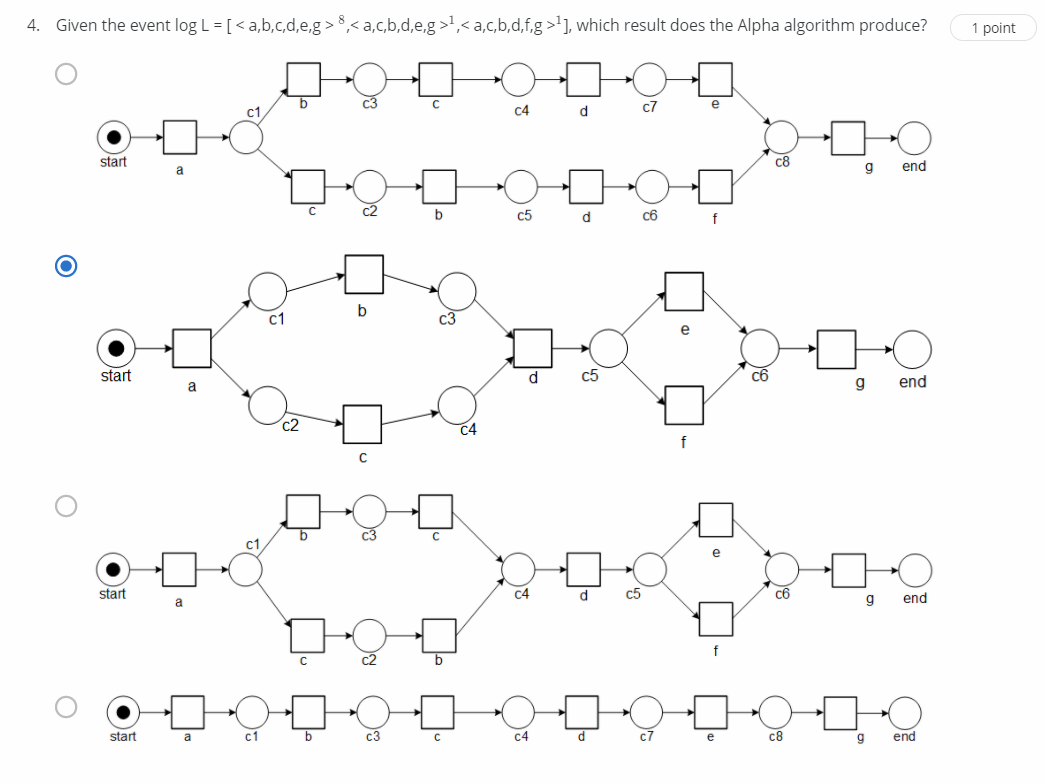 4. Given the event log L = [ < a,b,c,d,e,g > ⁸,< a,c,b,d,e,g >¹,< a,c,b,d,f,g >¹], which result does the Alpha algorithm produce? 1 point
b c3 c c4 d c7 e
c1
start a c8 g end
c c2 b c5 d c6 f
b
c1 c3 e
start a d c5 c6 g end
c2 c4
c f
b c3 c
c1 e
start a c4 d c5 c6 g end
c c2 b f
start a c1 b c3 c c4 d c7 e c8 g end